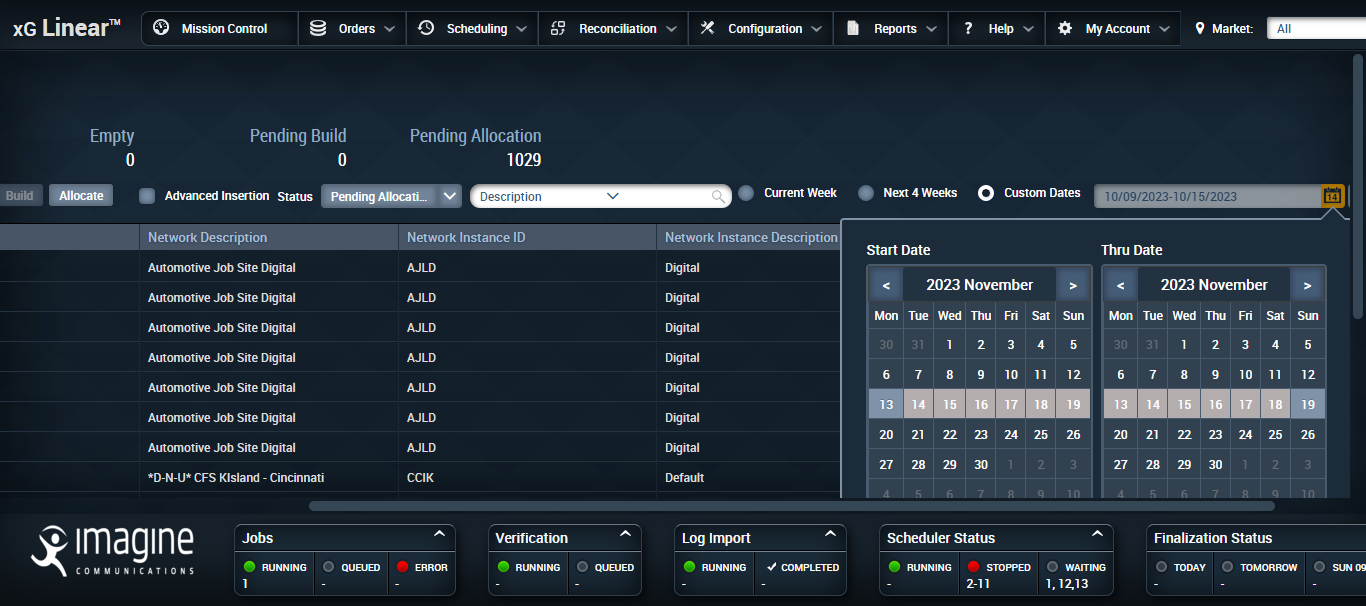 xG Linear™ Mission Control Orders Scheduling Reconciliation Configuration Reports ? Help My Account Market: All
Empty Pending Build Pending Allocation
0 0 1029
Build Allocate Advanced Insertion Status Pending Allocati... Description Current Week Next 4 Weeks Custom Dates 10/09/2023-10/15/2023 14
Network Description Network Instance ID Network Instance Description
Automotive Job Site Digital AJLD Digital
Automotive Job Site Digital AJLD Digital
Automotive Job Site Digital AJLD Digital
Automotive Job Site Digital AJLD Digital
Automotive Job Site Digital AJLD Digital
Automotive Job Site Digital AJLD Digital
Automotive Job Site Digital AJLD Digital
*D-N-U* CFS KIsland - Cincinnati CCIK Default
Start Date
< 2023 November >
Mon Tue Wed Thu Fri Sat Sun
30 31 1 2 3 4 5
6 7 8 9 10 11 12
13 14 15 16 17 18 19
20 21 22 23 24 25 26
27 28 29 30 1 2 3
4 5 6 7 8 9 10
Thru Date
< 2023 November >
Mon Tue Wed Thu Fri Sat Sun
30 31 1 2 3 4 5
6 7 8 9 10 11 12
13 14 15 16 17 18 19
20 21 22 23 24 25 26
27 28 29 30 1 2 3
4 5 6 7 8 9 10
imagine
COMMUNICATIONS
Jobs
RUNNING QUEUED ERROR
1 - -
Verification
RUNNING QUEUED
- -
Log Import
RUNNING COMPLETED
- -
Scheduler Status
RUNNING STOPPED WAITING
- 2-11 1, 12,13
Finalization Status
TODAY TOMORROW SUN 09
- - -